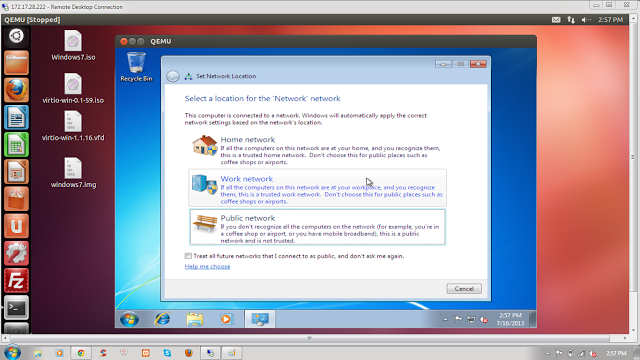 172.17.28.222 - Remote Desktop Connection
QEMU [Stopped]
2:57 PM
QEMU
Windows7.iso
virtio-win-0.1-59.iso
virtio-win-1.1.16.vfd
windows7.img
Recycle Bin
Set Network Location
Select a location for the 'Network' network
This computer is connected to a network. Windows will automatically apply the correct
network settings based on the network's location.
Home network
If all the computers on this network are at your home, and you recognize them,
this is a trusted home network. Don't choose this for public places such as
coffee shops or airports.
Work network
If all the computers on this network are at your workplace, and you recognize
them, this is a trusted work network. Don't choose this for public places such as
coffee shops or airports.
Public network
If you don't recognize all the computers on the network (for example, you're in
a coffee shop or airport, or you have mobile broadband), this is a public
network and is not trusted.
Treat all future networks that I connect to as public, and don't ask me again.
Help me choose
Cancel
2:57 PM
7/16/2013
2:57 PM